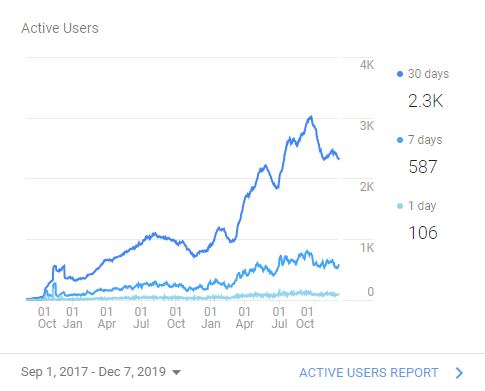 Active Users
4K
3K
2K
1K
0
01 01 01 01 01 01 01 01 01
Oct Jan Apr Jul Oct Jan Apr Jul Oct
30 days
2.3K
7 days
587
1 day
106
Sep 1, 2017 - Dec 7, 2019
ACTIVE USERS REPORT